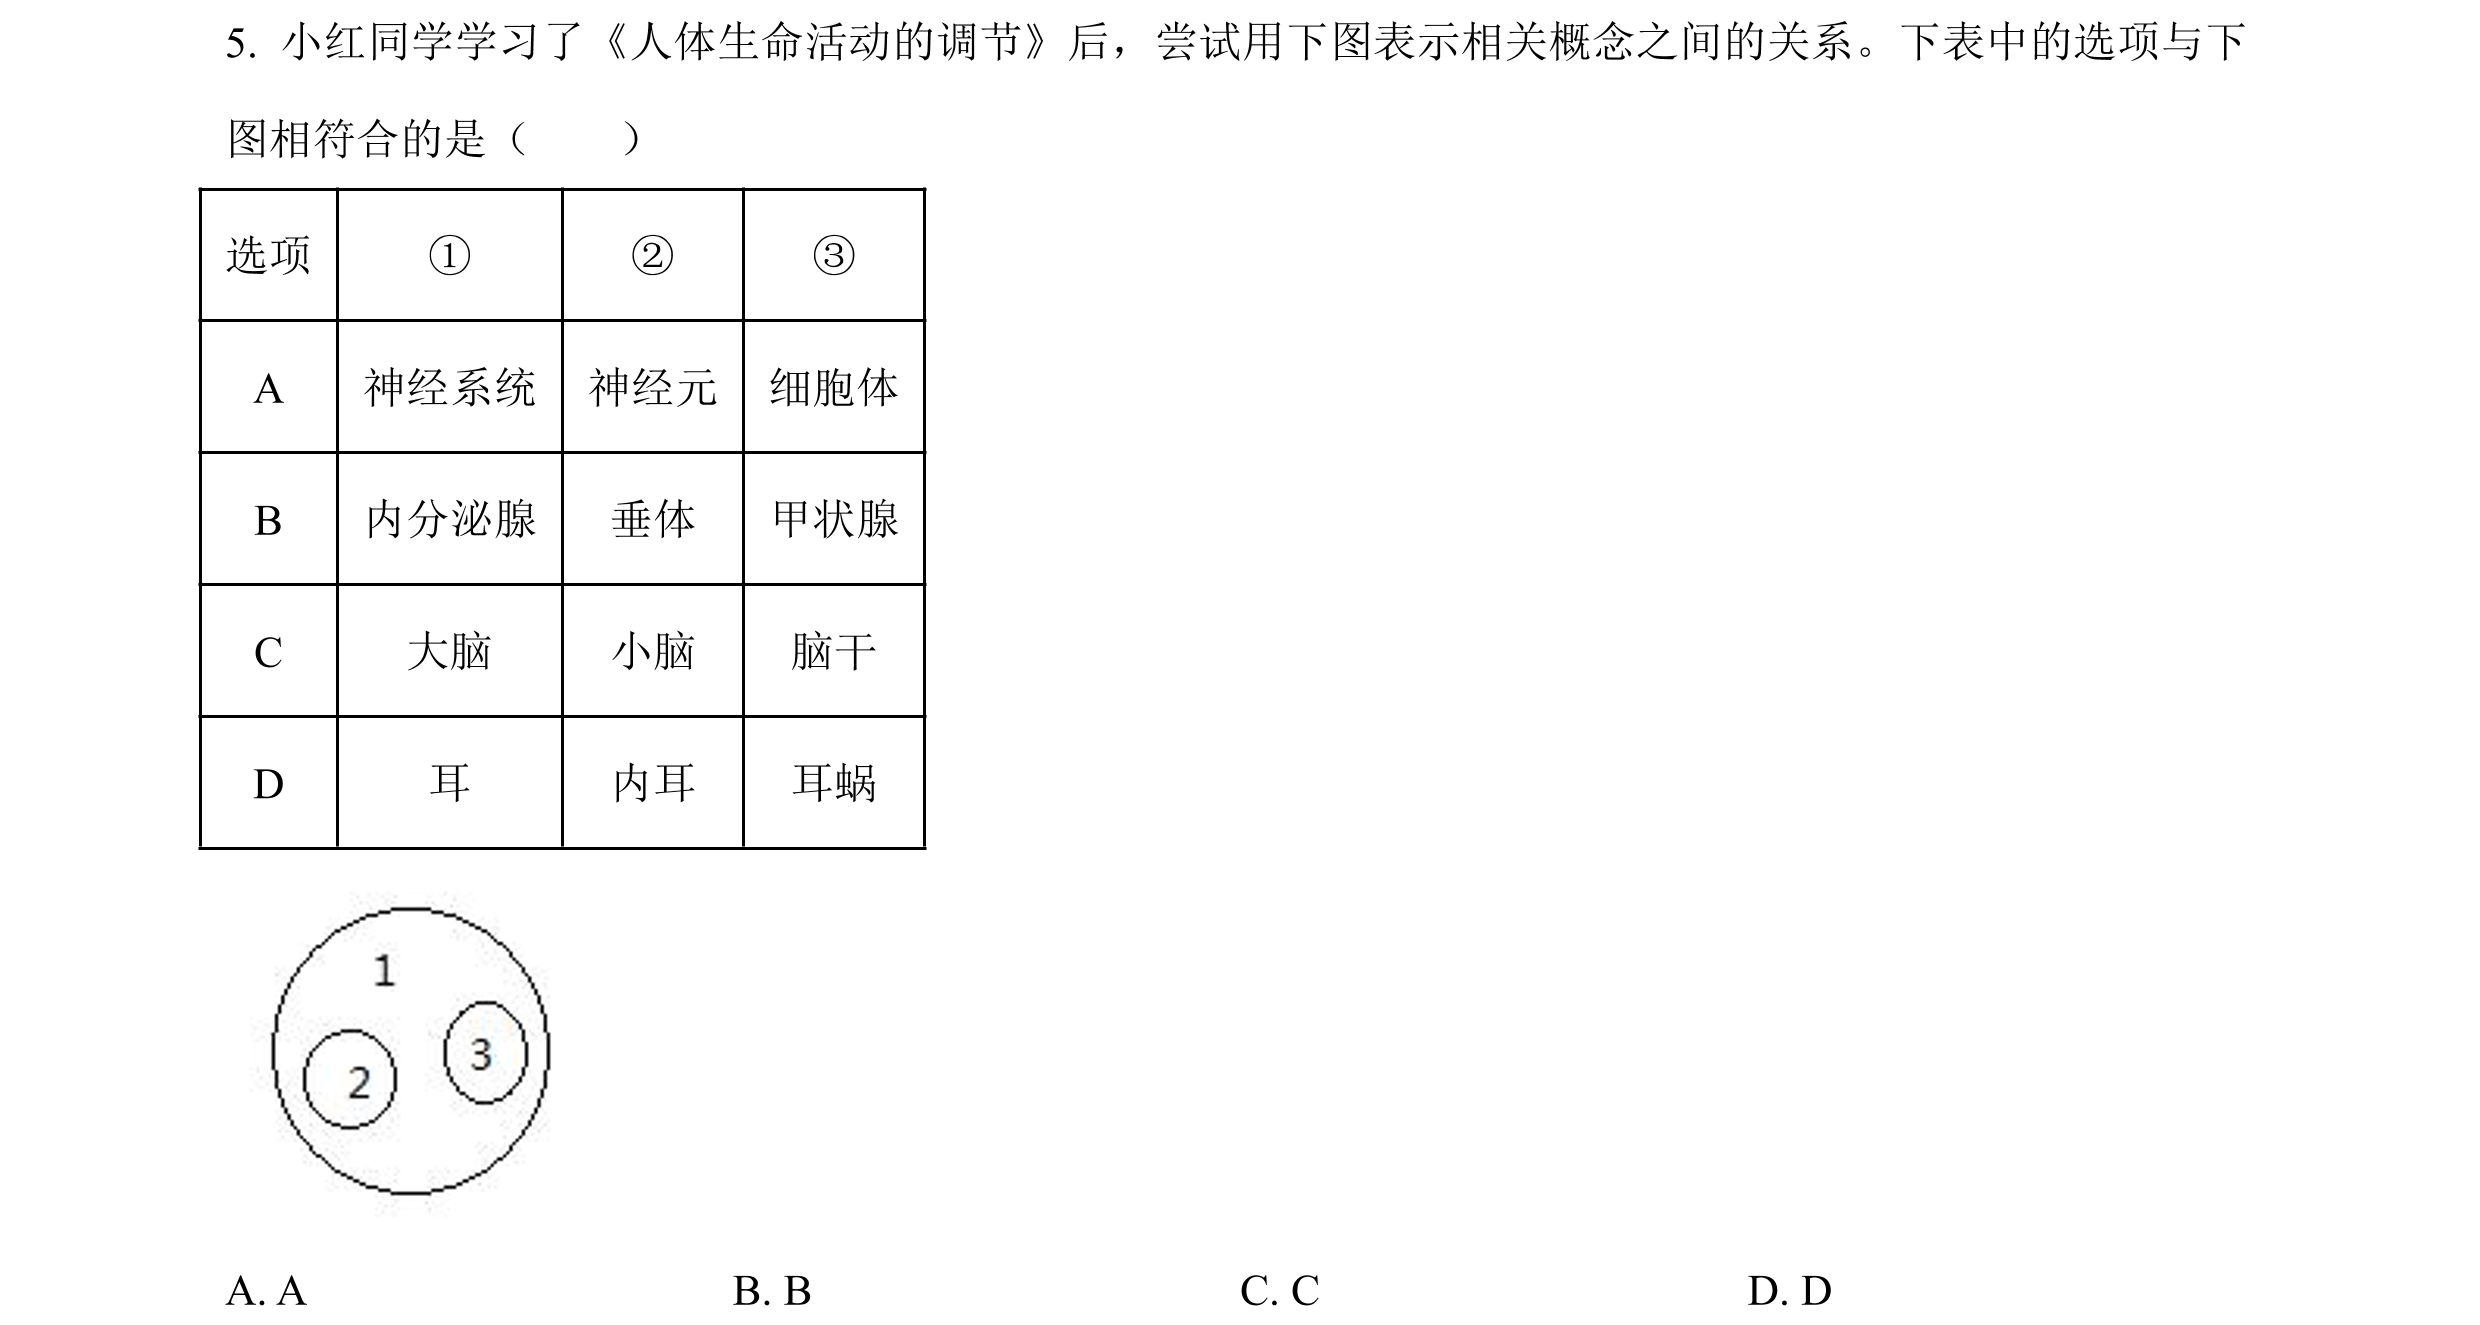 5. 小红同学学习了《人体生命活动的调节》后，尝试用下图表示相关概念之间的关系。下表中的选项与下
图相符合的是（　　）
选项 ① ② ③
A 神经系统 神经元 细胞体
B 内分泌腺 垂体 甲状腺
C 大脑 小脑 脑干
D 耳 内耳 耳蜗
1
3
2
A. A B. B C. C D. D